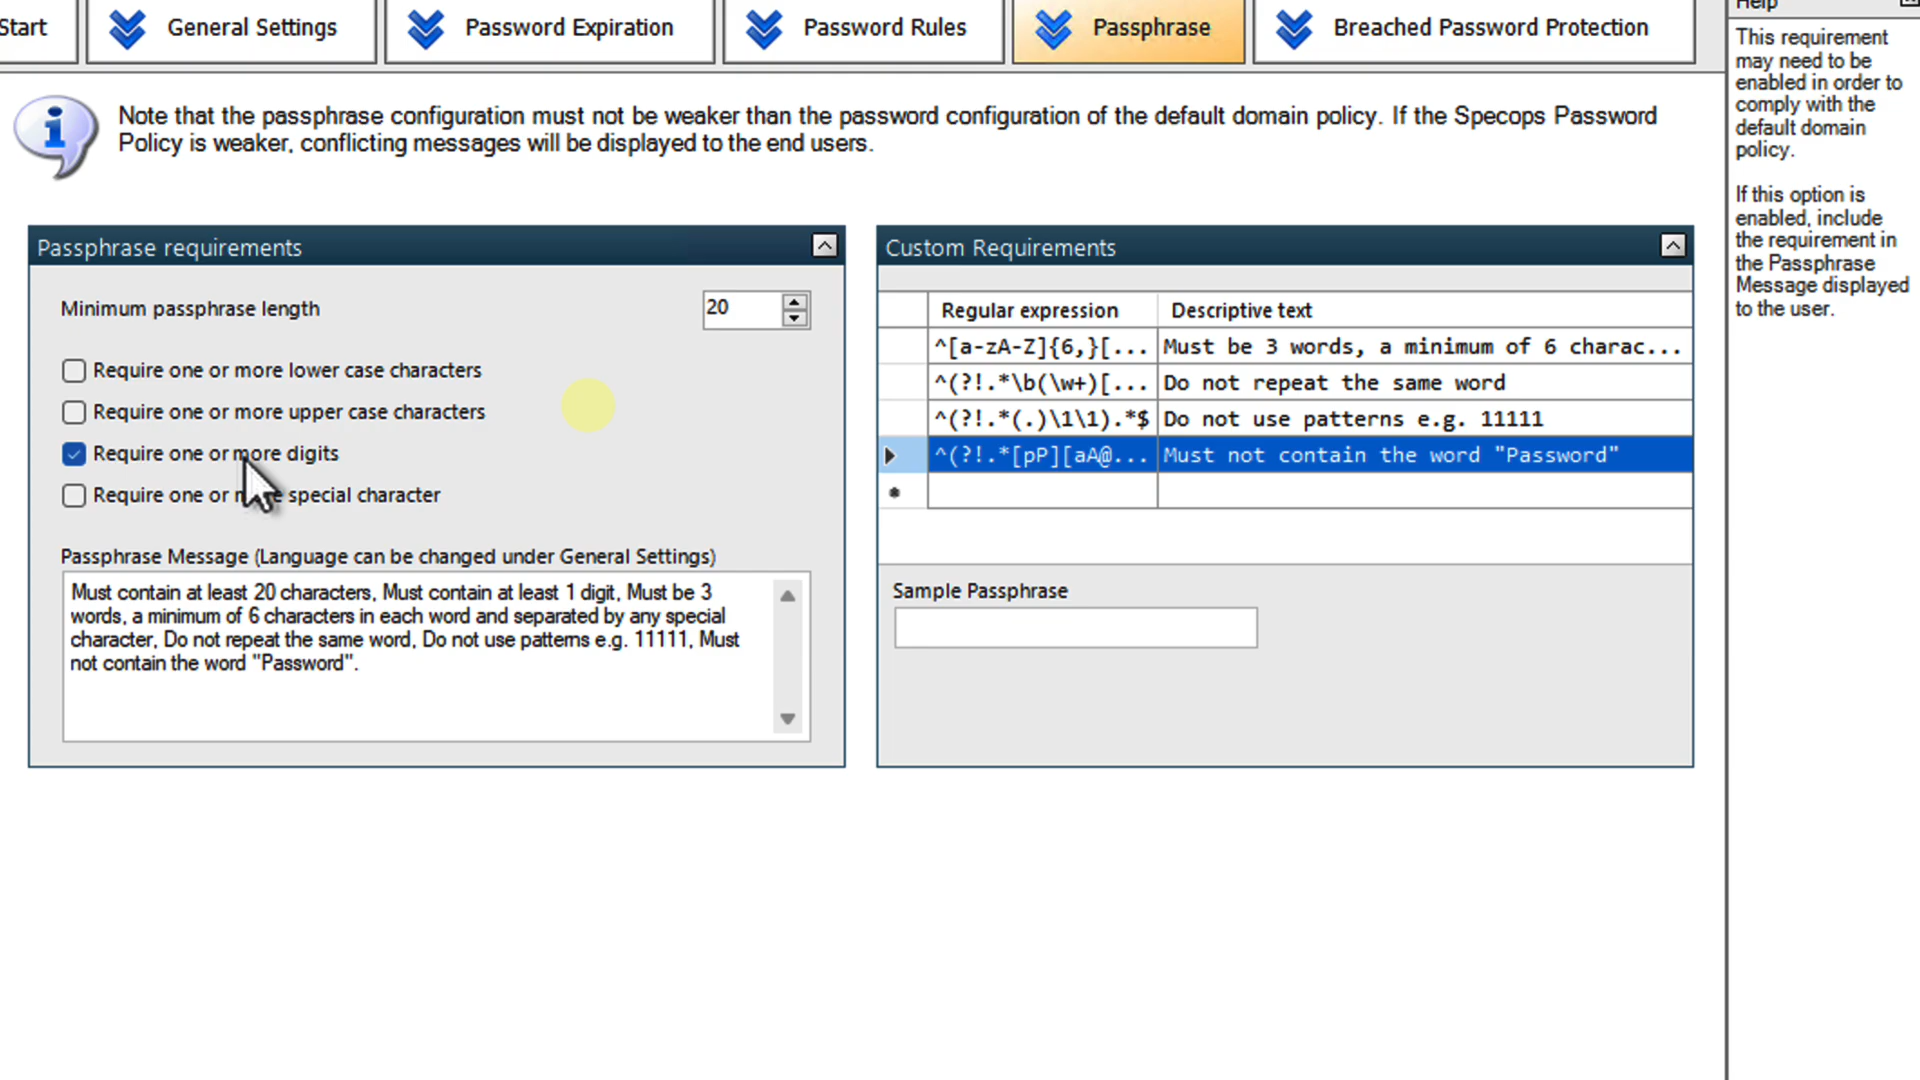 Start
General Settings
Password Expiration
Password Rules
Passphrase
Breached Password Protection
Help
This requirement
may need to be
enabled in order to
comply with the
default domain
policy.
If this option is
enabled, include
the requirement in
the Passphrase
Message displayed
to the user.
Note that the passphrase configuration must not be weaker than the password configuration of the default domain policy. If the Specops Password
Policy is weaker, conflicting messages will be displayed to the end users.
Passphrase requirements
Minimum passphrase length 20
Require one or more lower case characters
Require one or more upper case characters
Require one or more digits
Require one or special character
Passphrase Message (Language can be changed under General Settings)
Must contain at least 20 characters, Must contain at least 1 digit, Must be 3
words, a minimum of 6 characters in each word and separated by any special
character, Do not repeat the same word, Do not use patterns e.g. 11111, Must
not contain the word "Password".
Custom Requirements
Regular expression Descriptive text
^[a-zA-Z]{6,}[... Must be 3 words, a minimum of 6 charac...
^(?!.*\b(\w+)[... Do not repeat the same word
^(?!.*(.)\1\1).*$ Do not use patterns e.g. 11111
^(?!.*[pP][aA@... Must not contain the word "Password"
Sample Passphrase